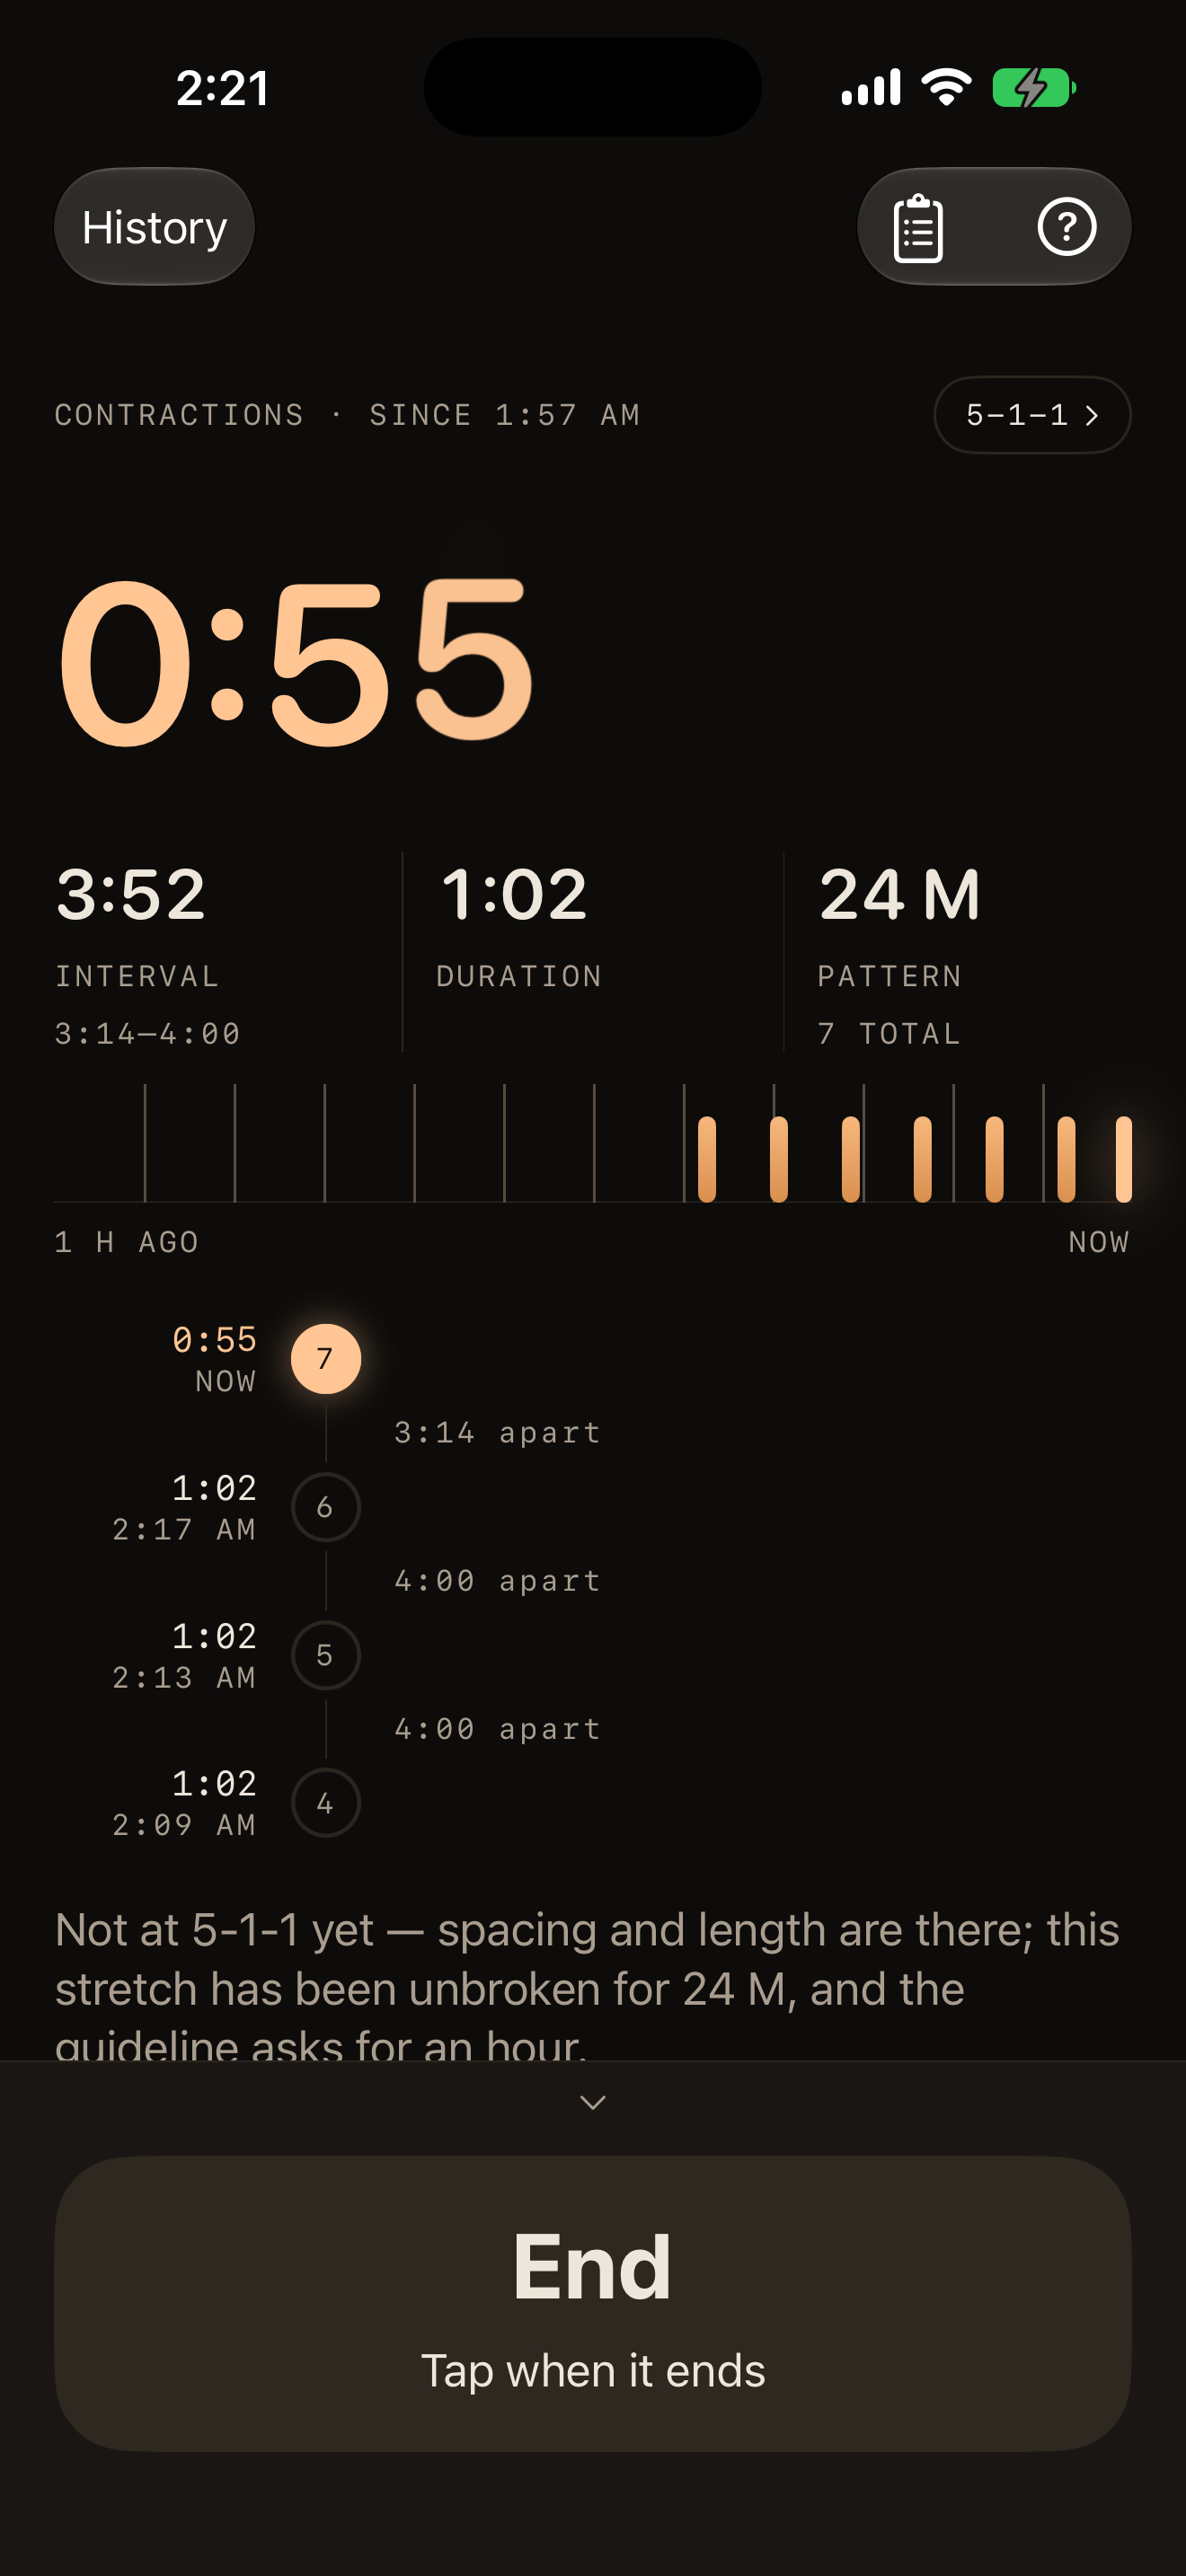 2:21
History
?
CONTRACTIONS · SINCE 1:57 AM
5-1-1 >
0:55
3:52
INTERVAL
3:14–4:00
1:02
DURATION
24 M
PATTERN
7 TOTAL
1 H AGO
NOW
0:55
NOW
7
3:14 apart
1:02
2:17 AM
6
4:00 apart
1:02
2:13 AM
5
4:00 apart
1:02
2:09 AM
4
Not at 5-1-1 yet — spacing and length are there; this
stretch has been unbroken for 24 M, and the
guideline asks for an hour.
End
Tap when it ends